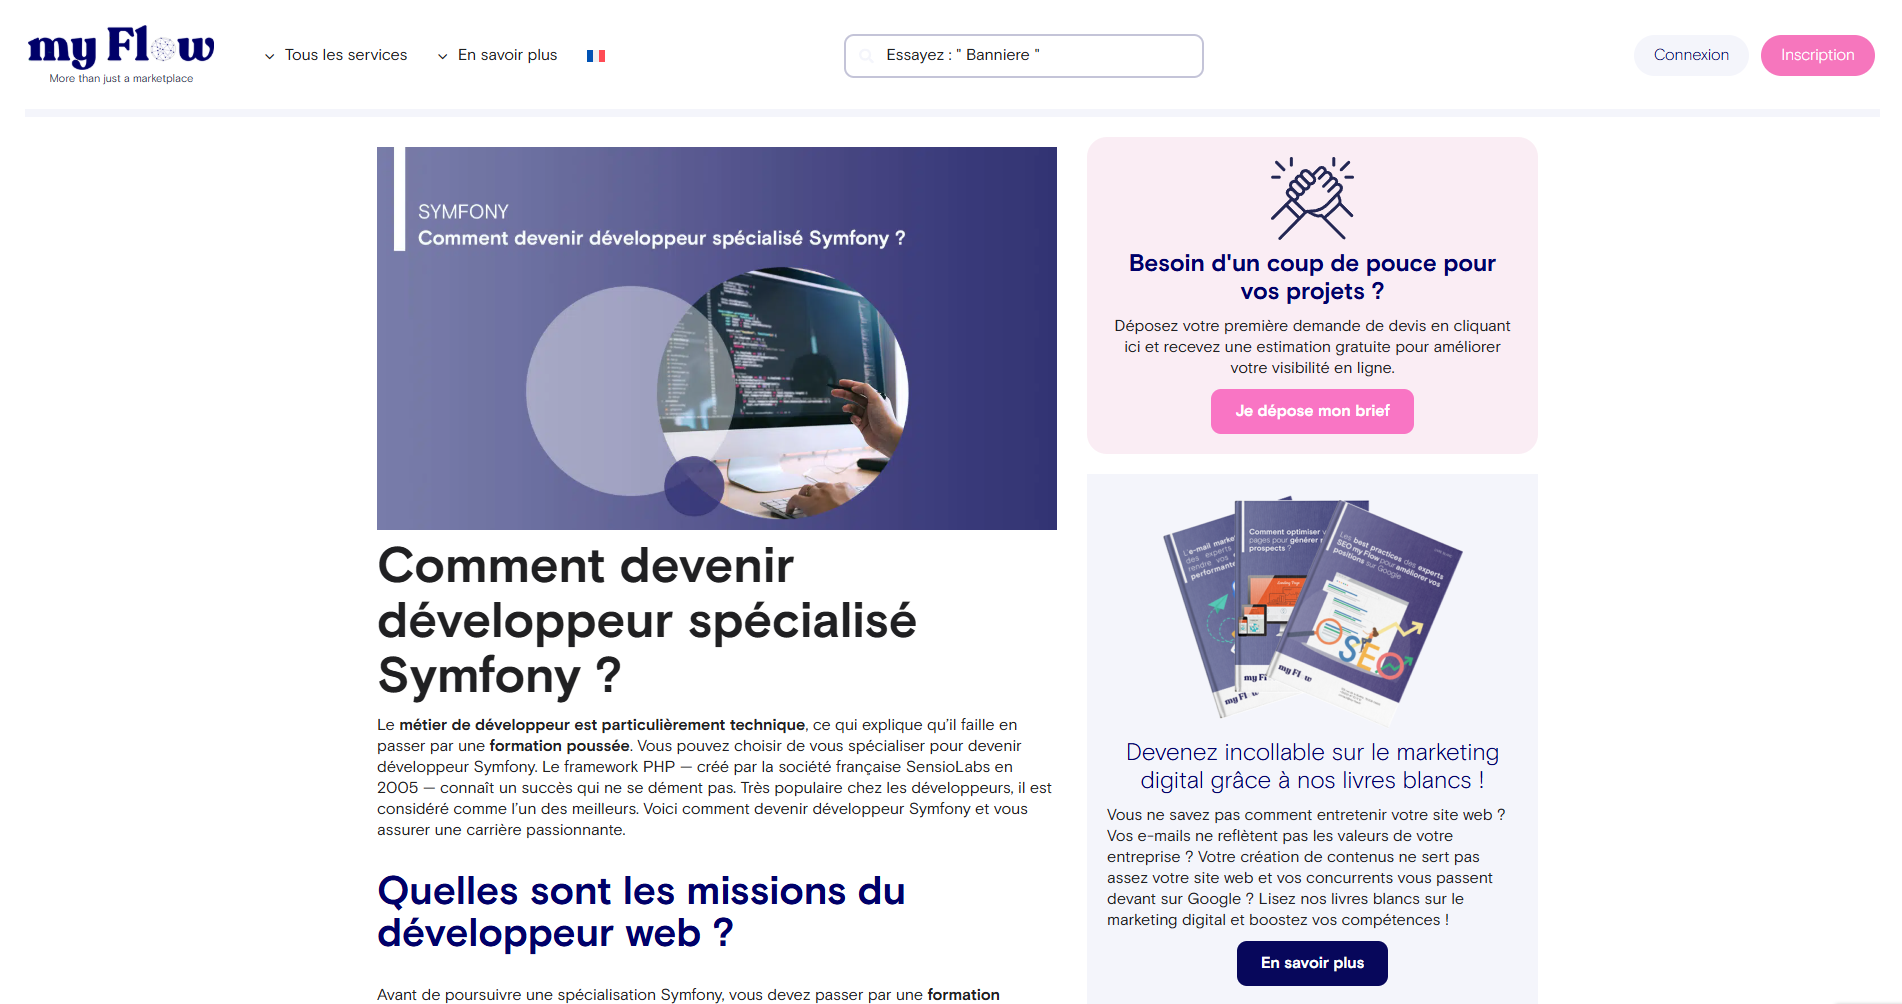 my Flow
More than just a marketplace
Tous les services
En savoir plus
Essayez : " Banniere "
Connexion
Inscription
SYMFONY
Comment devenir développeur spécialisé Symfony ?
Comment devenir
développeur spécialisé
Symfony ?
Le métier de développeur est particulièrement technique, ce qui explique qu'il faille en
passer par une formation poussée. Vous pouvez choisir de vous spécialiser pour devenir
développeur Symfony. Le framework PHP — créé par la société française SensioLabs en
2005 — connaît un succès qui ne se dément pas. Très populaire chez les développeurs, il est
considéré comme l'un des meilleurs. Voici comment devenir développeur Symfony et vous
assurer une carrière passionnante.
Quelles sont les missions du
développeur web ?
Avant de poursuivre une spécialisation Symfony, vous devez passer par une formation
Besoin d'un coup de pouce pour
vos projets ?
Déposez votre première demande de devis en cliquant
ici et recevez une estimation gratuite pour améliorer
votre visibilité en ligne.
Je dépose mon brief
L'e-mail marke
des experts
rendre vos
performante
Comment optimiser v
pages pour générer
prospects ?
Landing Page
my Fl
my Fl w
Les best practices des experts
SEO my Flow pour améliorer vos
positions sur Google
SEO
my Fl w
Devenez incollable sur le marketing
digital grâce à nos livres blancs !
Vous ne savez pas comment entretenir votre site web ?
Vos e-mails ne reflètent pas les valeurs de votre
entreprise ? Votre création de contenus ne sert pas
assez votre site web et vos concurrents vous passent
devant sur Google ? Lisez nos livres blancs sur le
marketing digital et boostez vos compétences !
En savoir plus